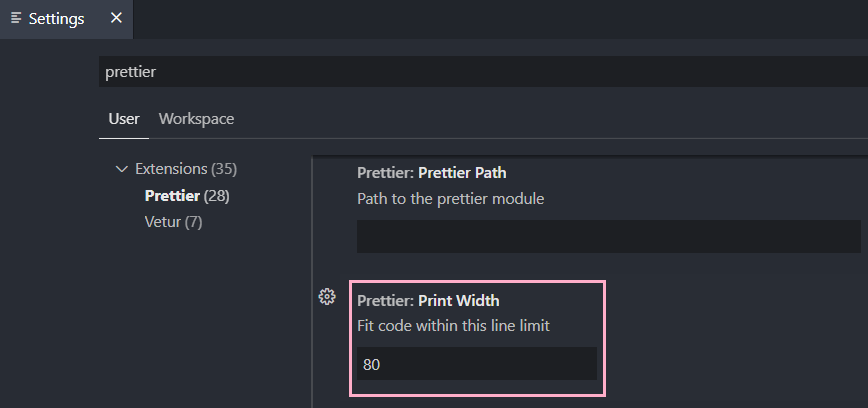 Settings
prettier
User Workspace
Extensions (35)
Prettier (28)
Vetur (7)
Prettier: Prettier Path
Path to the prettier module
Prettier: Print Width
Fit code within this line limit
80